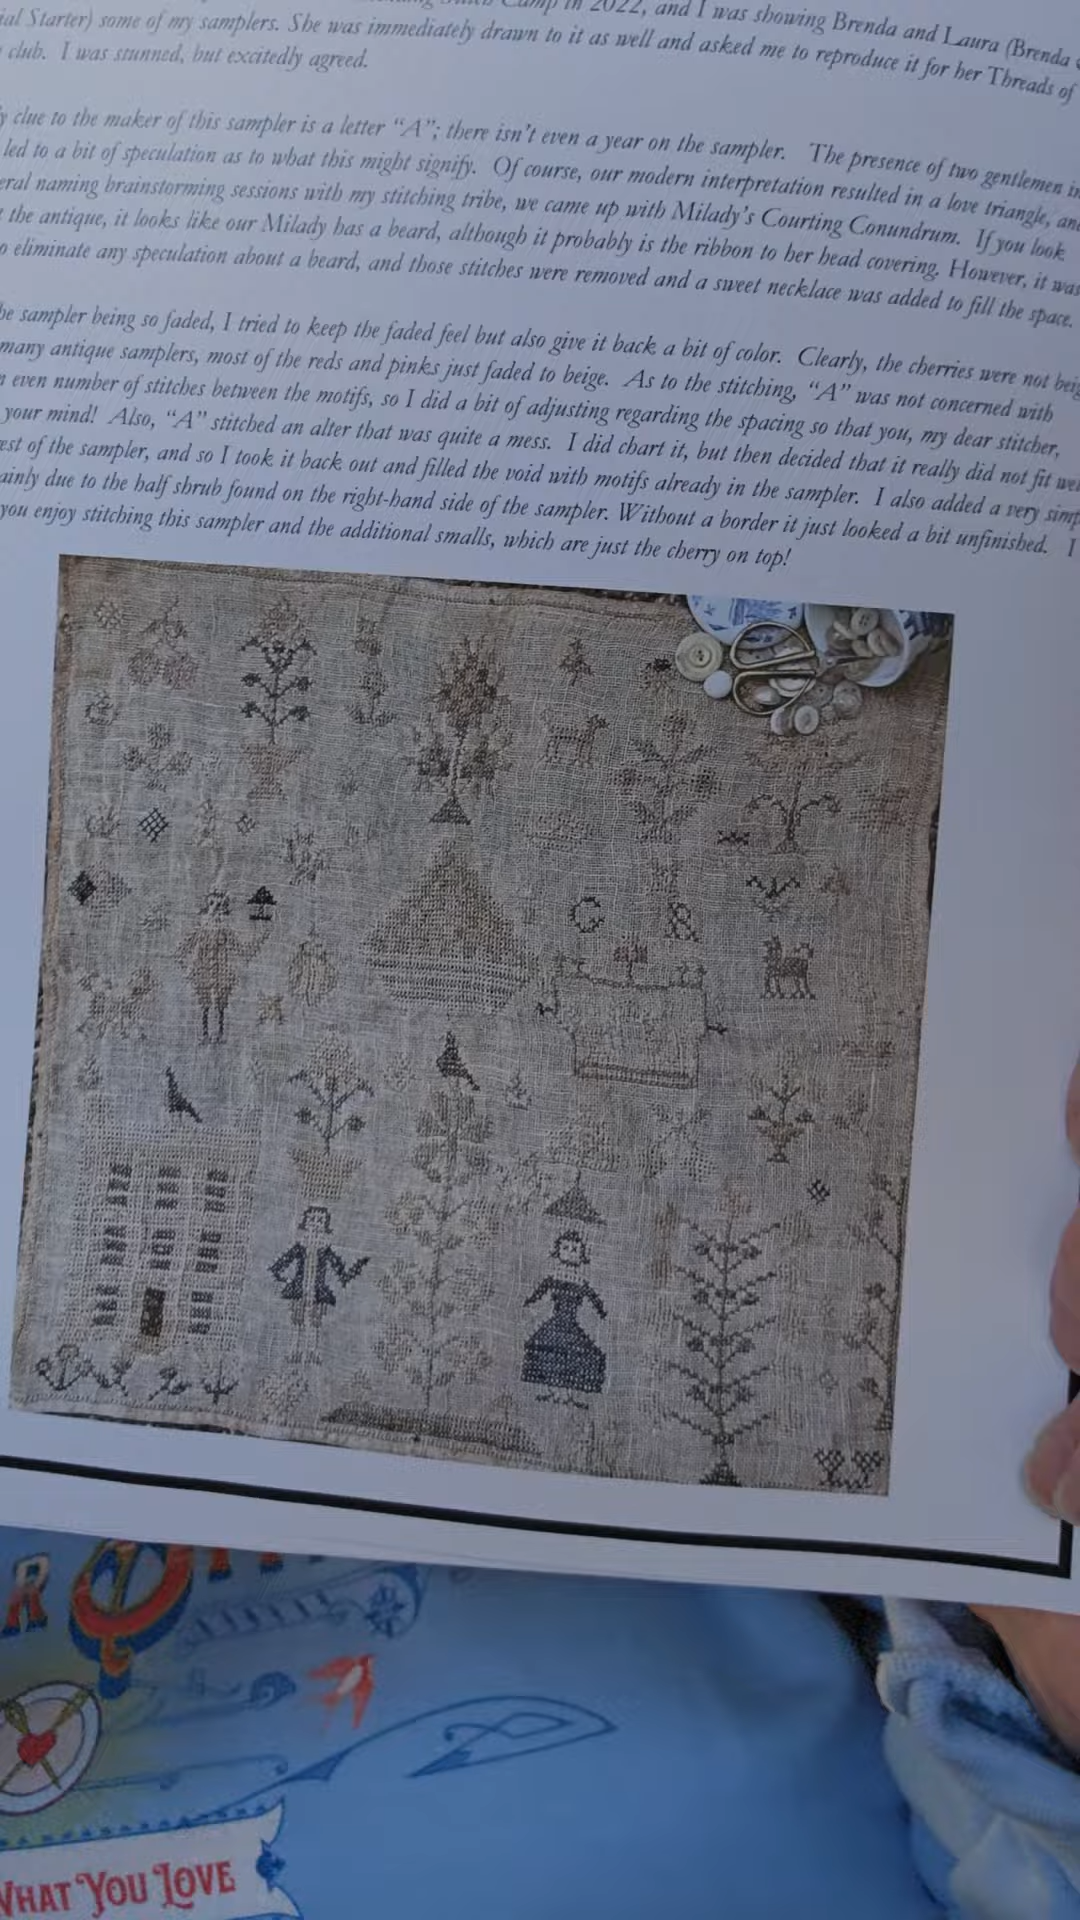 Camp in 2022, and I was showing Brenda and Laura (Brenda
ial Starter) some of my samplers. She was immediately drawn to it as well and asked me to reproduce it for her Threads of
club. I was stunned, but excitedly agreed.
y clue to the maker of this sampler is a letter “A”; there isn’t even a year on the sampler. The presence of two gentlemen in
led to a bit of speculation as to what this might signify. Of course, our modern interpretation resulted in a love triangle, and
eral naming brainstorming sessions with my stitching tribe, we came up with Milady’s Courting Conundrum. If you look
the antique, it looks like our Milady has a beard, although it probably is the ribbon to her head covering. However, it was
o eliminate any speculation about a beard, and those stitches were removed and a sweet necklace was added to fill the space.
he sampler being so faded, I tried to keep the faded feel but also give it back a bit of color. Clearly, the cherries were not beig
many antique samplers, most of the reds and pinks just faded to beige. As to the stitching, “A” was not concerned with
n even number of stitches between the motifs, so I did a bit of adjusting regarding the spacing so that you, my dear stitcher,
your mind! Also, “A” stitched an alter that was quite a mess. I did chart it, but then decided that it really did not fit wel
est of the sampler, and so I took it back out and filled the void with motifs already in the sampler. I also added a very simp
ainly due to the half shrub found on the right-hand side of the sampler. Without a border it just looked a bit unfinished. I
you enjoy stitching this sampler and the additional smalls, which are just the cherry on top!
G R
WHAT YOU LOVE